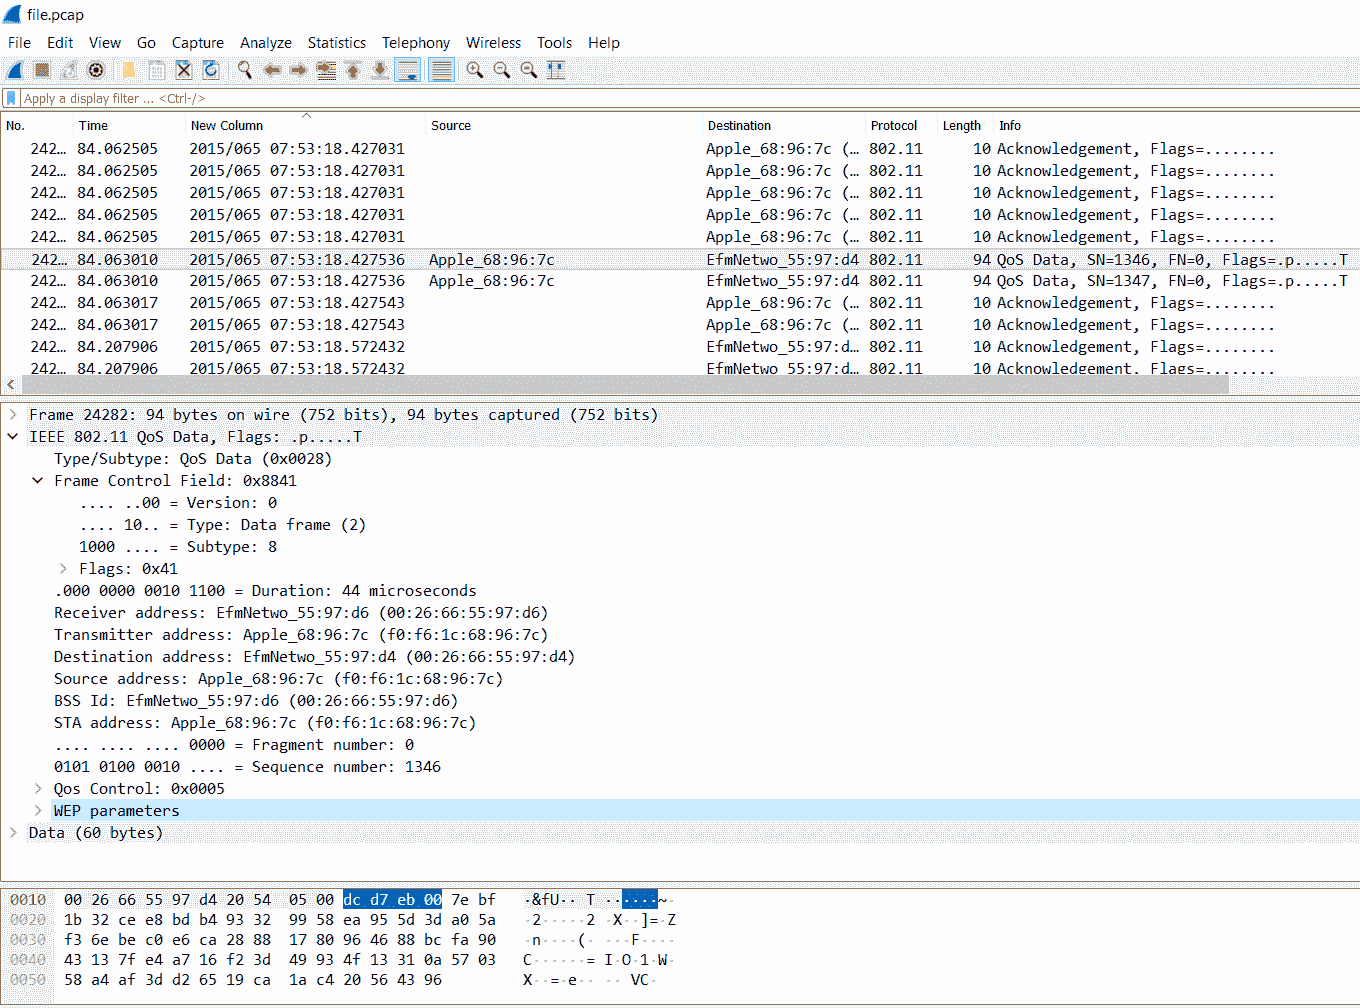 file.pcap
File Edit View Go Capture Analyze Statistics Telephony Wireless Tools Help
Apply a display filter ... <Ctrl-/>
No. Time New Column Source Destination Protocol Length Info
242... 84.062505 2015/065 07:53:18.427031 Apple_68:96:7c (... 802.11 10 Acknowledgement, Flags=........
242... 84.062505 2015/065 07:53:18.427031 Apple_68:96:7c (... 802.11 10 Acknowledgement, Flags=........
242... 84.062505 2015/065 07:53:18.427031 Apple_68:96:7c (... 802.11 10 Acknowledgement, Flags=........
242... 84.062505 2015/065 07:53:18.427031 Apple_68:96:7c (... 802.11 10 Acknowledgement, Flags=........
242... 84.062505 2015/065 07:53:18.427031 Apple_68:96:7c (... 802.11 10 Acknowledgement, Flags=........
242... 84.063010 2015/065 07:53:18.427536 Apple_68:96:7c EfmNetwo_55:97:d4 802.11 94 QoS Data, SN=1346, FN=0, Flags=.p.....T
242... 84.063010 2015/065 07:53:18.427536 Apple_68:96:7c EfmNetwo_55:97:d4 802.11 94 QoS Data, SN=1347, FN=0, Flags=.p.....T
242... 84.063017 2015/065 07:53:18.427543 Apple_68:96:7c (... 802.11 10 Acknowledgement, Flags=........
242... 84.063017 2015/065 07:53:18.427543 Apple_68:96:7c (... 802.11 10 Acknowledgement, Flags=........
242... 84.207906 2015/065 07:53:18.572432 EfmNetwo_55:97:d... 802.11 10 Acknowledgement, Flags=........
242... 84.207906 2015/065 07:53:18.572432 EfmNetwo 55:97:d... 802.11 10 Acknowledgement, Flags=........
Frame 24282: 94 bytes on wire (752 bits), 94 bytes captured (752 bits)
IEEE 802.11 QoS Data, Flags: .p.....T
Type/Subtype: QoS Data (0x0028)
Frame Control Field: 0x8841
.... ..00 = Version: 0
.... 10.. = Type: Data frame (2)
1000 .... = Subtype: 8
Flags: 0x41
.000 0000 0010 1100 = Duration: 44 microseconds
Receiver address: EfmNetwo_55:97:d6 (00:26:66:55:97:d6)
Transmitter address: Apple_68:96:7c (f0:f6:1c:68:96:7c)
Destination address: EfmNetwo_55:97:d4 (00:26:66:55:97:d4)
Source address: Apple_68:96:7c (f0:f6:1c:68:96:7c)
BSS Id: EfmNetwo_55:97:d6 (00:26:66:55:97:d6)
STA address: Apple_68:96:7c (f0:f6:1c:68:96:7c)
.... .... .... 0000 = Fragment number: 0
0101 0100 0010 .... = Sequence number: 1346
Qos Control: 0x0005
WEP parameters
Data (60 bytes)
0010 00 26 66 55 97 d4 20 54 05 00 dc d7 eb 00 7e bf ·&fU·· T ······~·
0020 1b 32 ce e8 bd b4 93 32 99 58 ea 95 5d 3d a0 5a ·2·····2 ·X··]=·Z
0030 f3 6e be c0 e6 ca 28 88 17 80 96 46 88 bc fa 90 ·n····(· ···F····
0040 43 13 7f e4 a7 16 f2 3d 49 93 4f 13 31 0a 57 03 C······= I·O·1·W·
0050 58 a4 af 3d d2 65 19 ca 1a c4 20 56 43 96 X··=·e·· ·· VC·